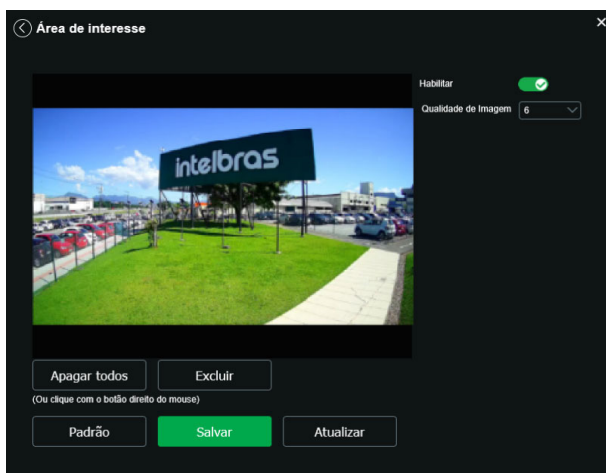 Área de interesse
Habilitar
Qualidade de Imagem 6
intelbras
Apagar todos Excluir
(Ou clique com o botão direito do mouse)
Padrão Salvar Atualizar